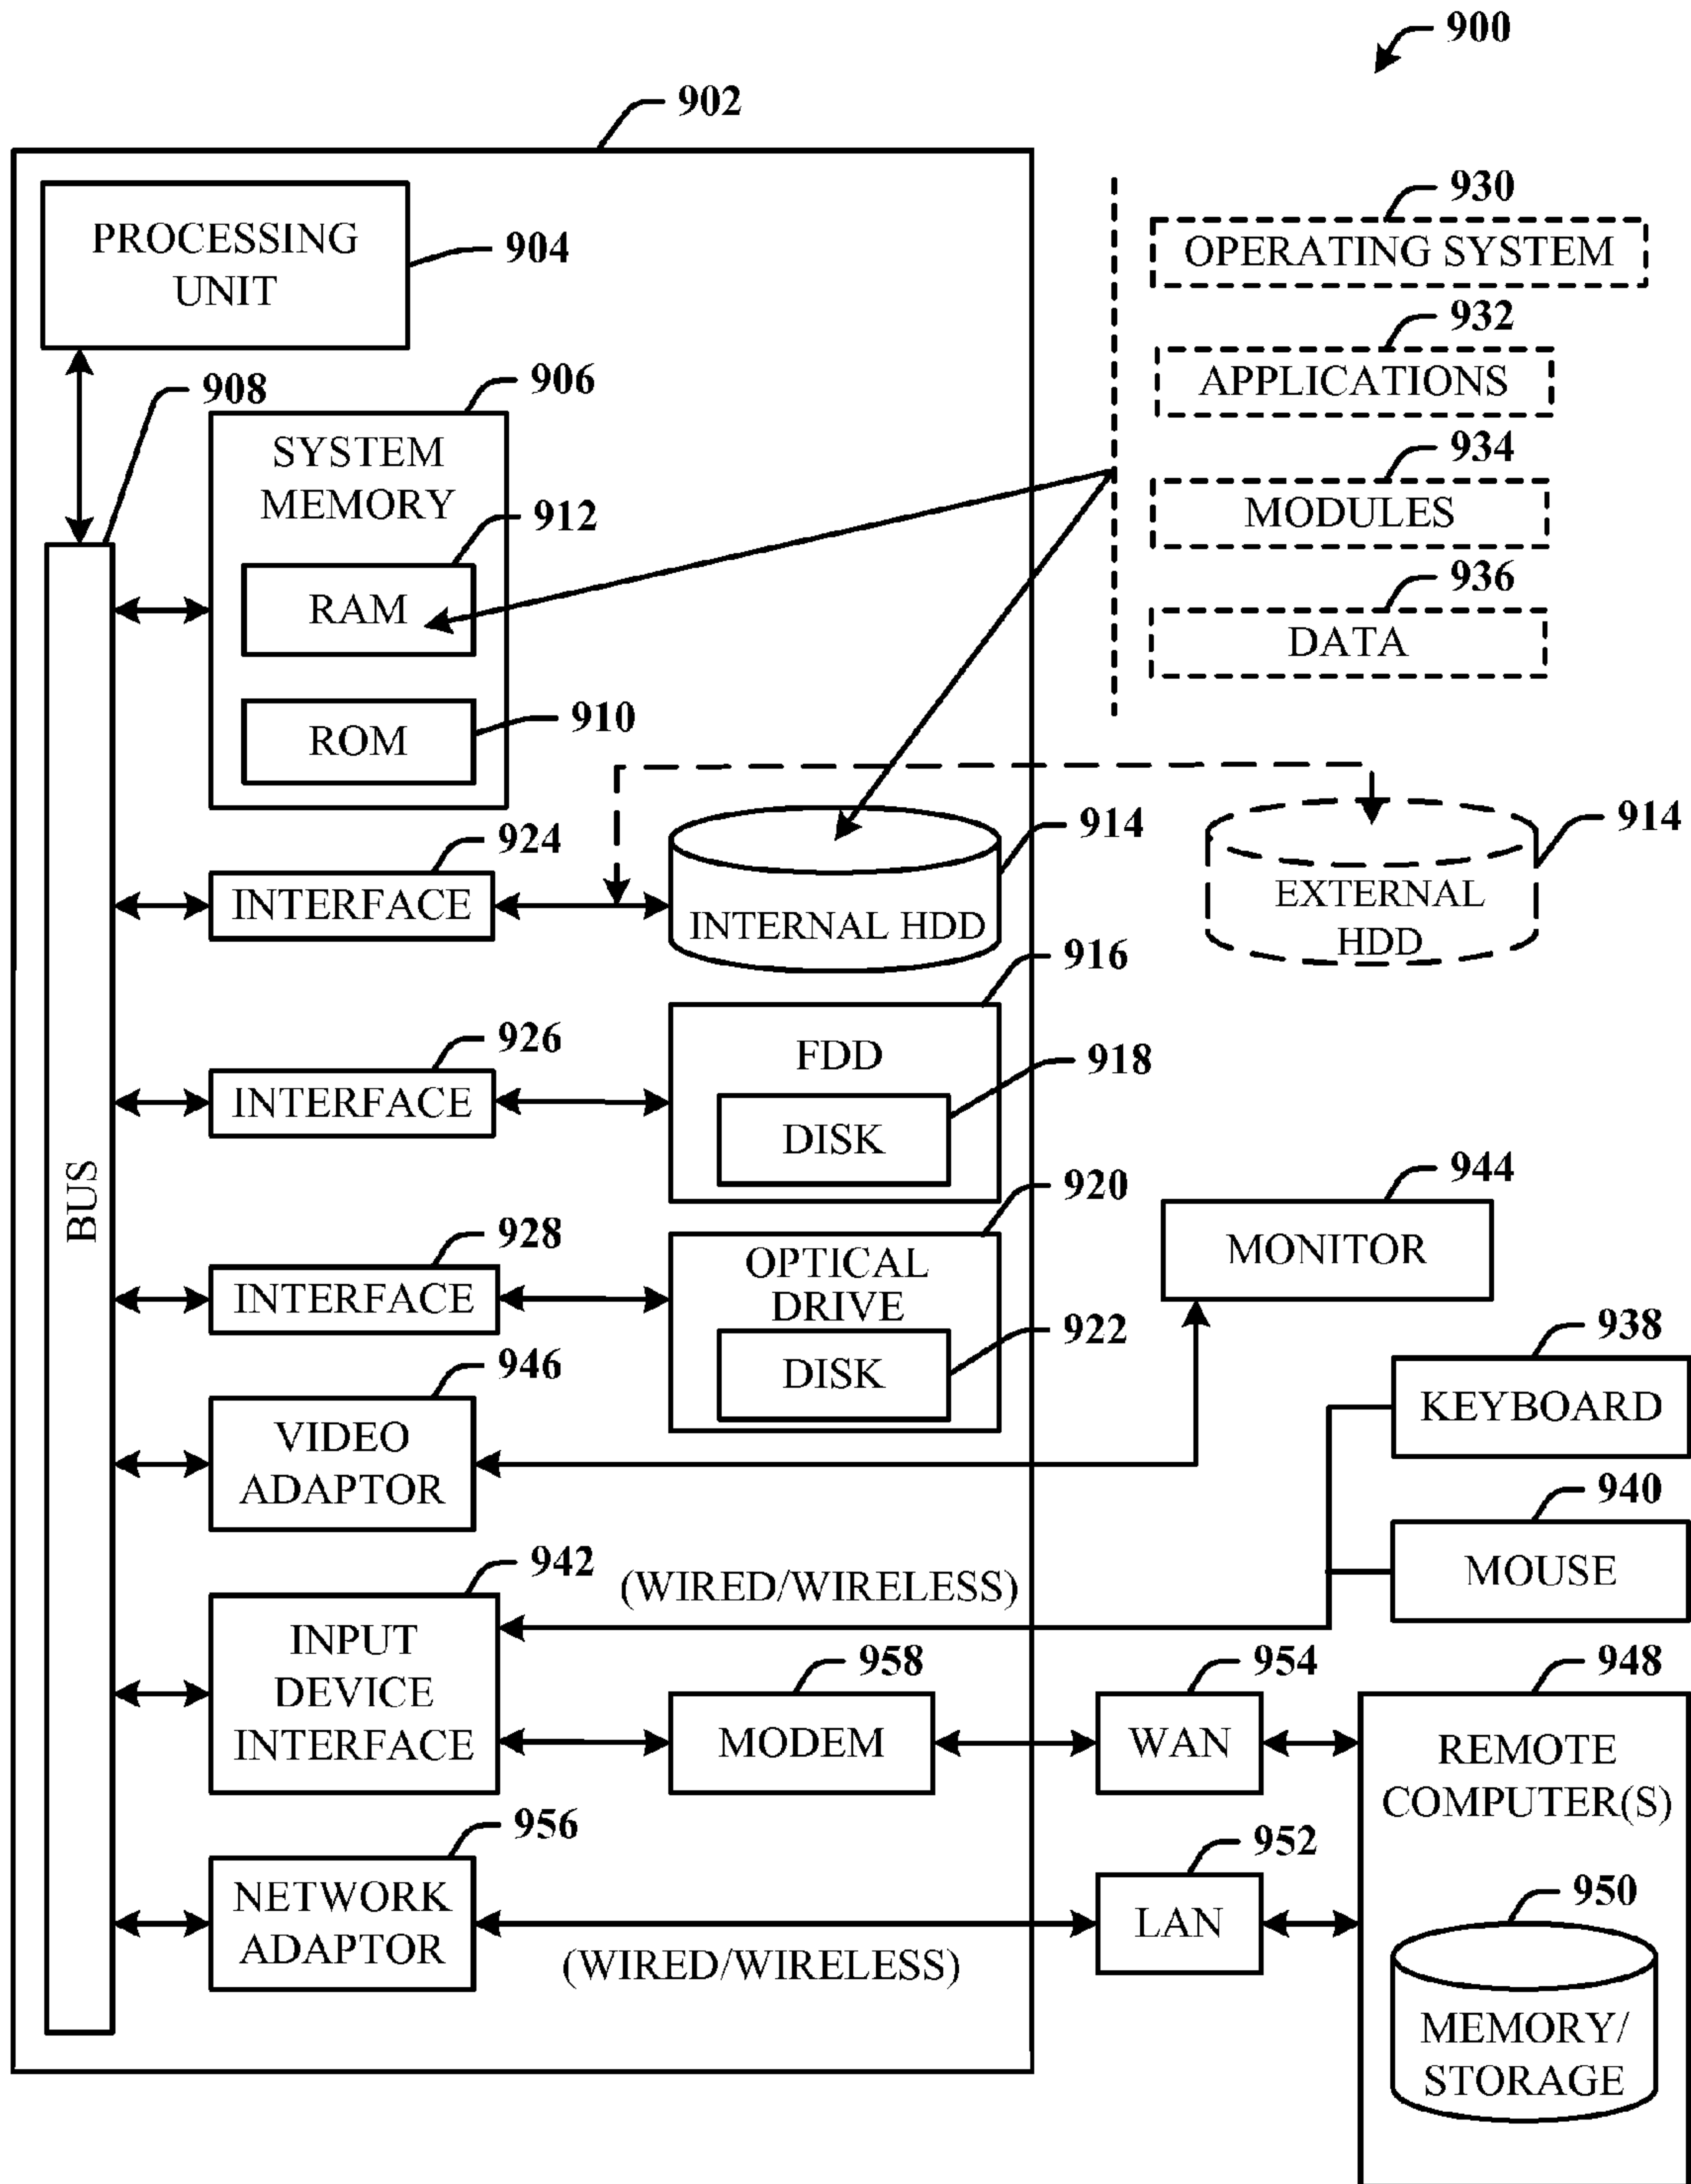 900
902
PROCESSING
UNIT
904
930
OPERATING SYSTEM
932
APPLICATIONS
934
MODULES
936
DATA
908
906
SYSTEM
MEMORY
912
RAM
910
ROM
924
INTERFACE
914
INTERNAL HDD
914
EXTERNAL
HDD
916
926
INTERFACE
FDD
918
DISK
BUS
920
928
INTERFACE
OPTICAL
DRIVE
922
DISK
944
MONITOR
938
KEYBOARD
946
VIDEO
ADAPTOR
940
MOUSE
942
(WIRED/WIRELESS)
INPUT
DEVICE
INTERFACE
958
MODEM
954
WAN
948
REMOTE
COMPUTER(S)
956
NETWORK
ADAPTOR
(WIRED/WIRELESS)
952
LAN
950
MEMORY/
STORAGE